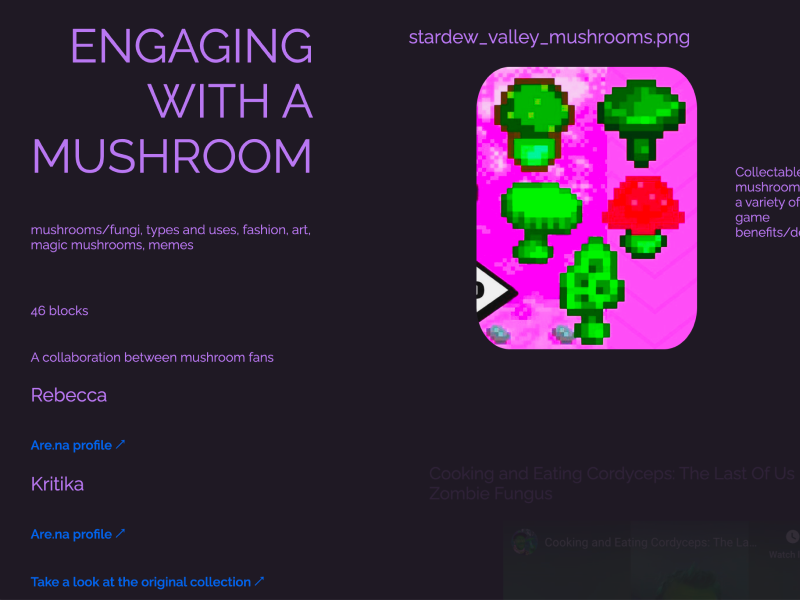 ENGAGING
WITH A
MUSHROOM
mushrooms/fungi, types and uses, fashion, art,
magic mushrooms, memes
46 blocks
A collaboration between mushroom fans
Rebecca
Are.na profile ↗
Kritika
Are.na profile ↗
Take a look at the original collection ↗
stardew_valley_mushrooms.png
Collectable
mushroom
a variety of
game
benefits/de
Cooking and Eating Cordyceps: The Last Of Us
Zombie Fungus
Cooking and Eating Cordyceps: The La...
Watch